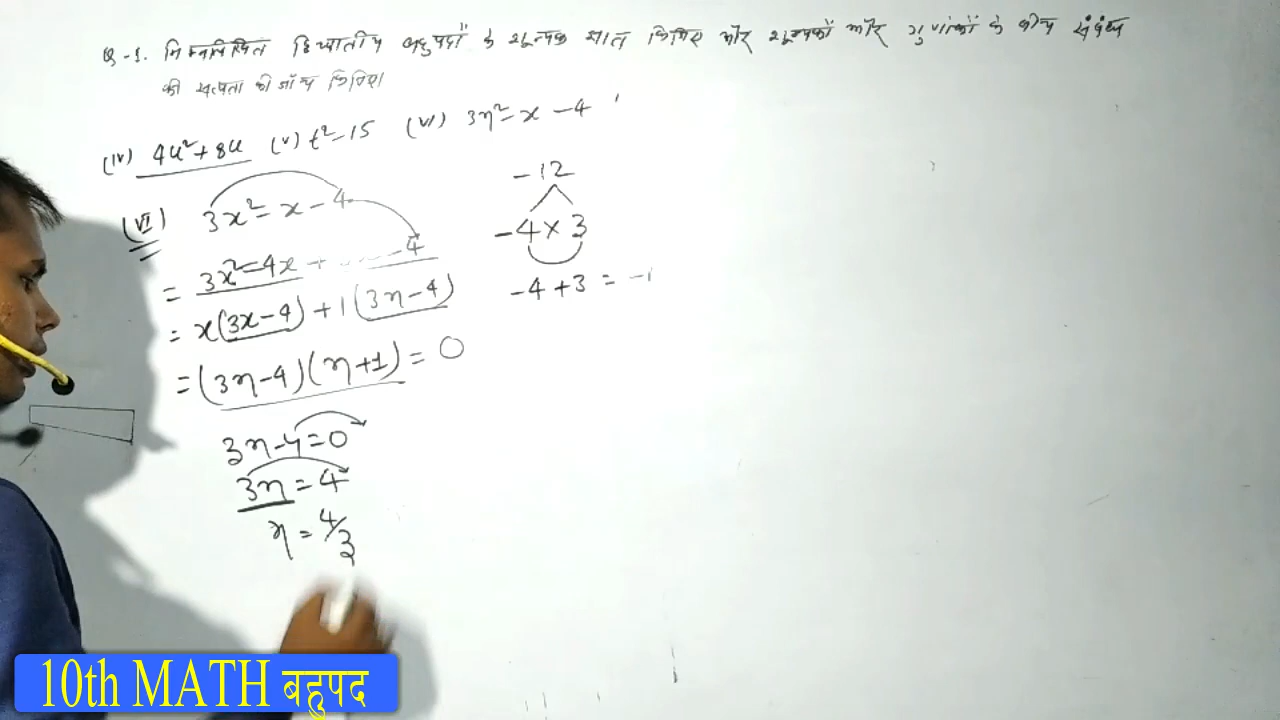 Q-1. निम्नलिखित द्विघातीय बहुपदों के शून्यक ज्ञात किजिए और शून्यकों और गुणांकों के बीच संबंध
की सत्यता की जाँच किजिए।
(iv) 4u²+8u (v) t²-15 (vi) 3x²-x-4
(VI) 3x²-x-4
-12
-4×3
-4+3 = -1
= 3x²-4x + -4
= x(3x-4)+1(3x-4)
= (3x-4)(x+1) = 0
3x-4=0
3x=4
x=4/3
10th MATH बहुपद